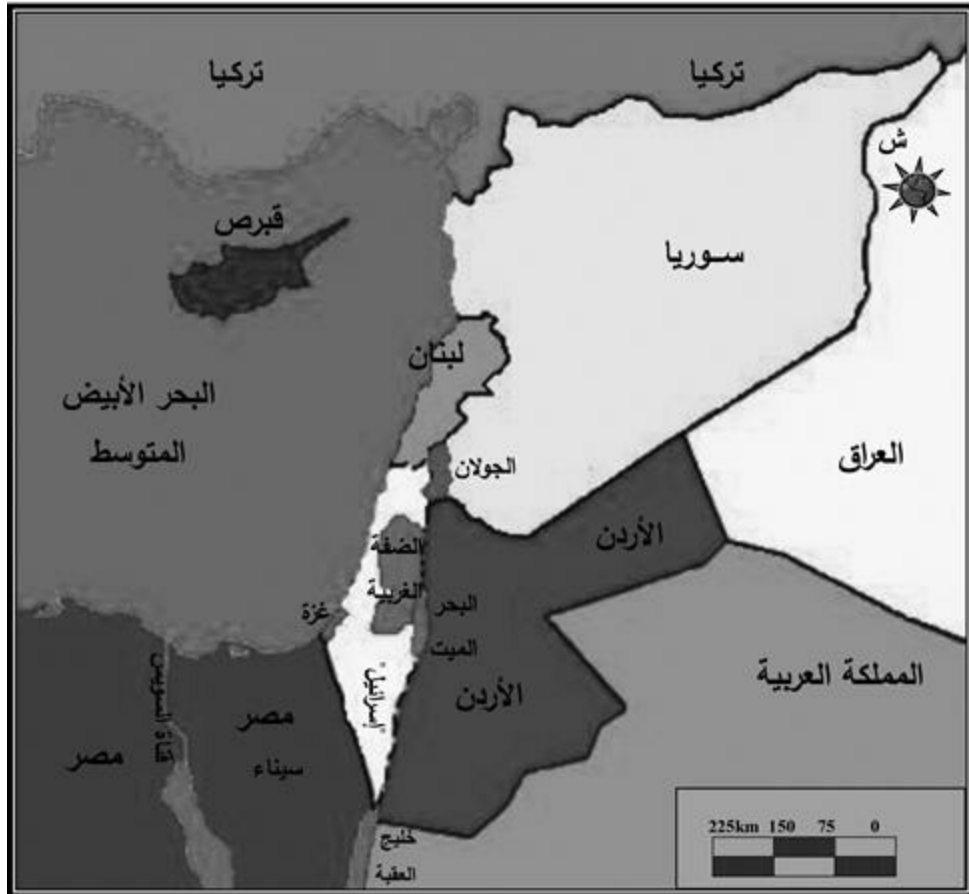 تركيا
تركيا
ش
قبرص
سوريا
لبنان
البحر الأبيض
المتوسط
الجولان
العراق
الأردن
الضفة
الغربية
غزة
البحر
الميت
المملكة العربية
قناة السويس
"إسرائيل"
الأردن
مصر
سيناء
مصر
خليج
العقبة
225km 150 75 0